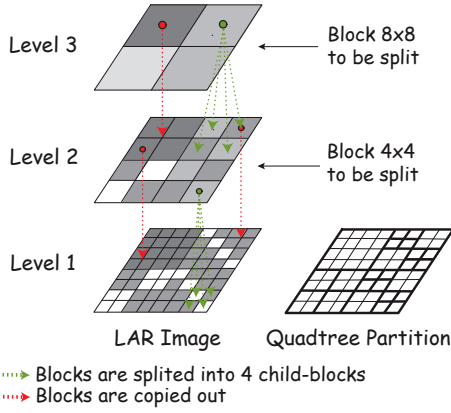 Level 3
Block 8x8
to be split
Level 2
Block 4x4
to be split
Level 1
LAR Image
Quadtree Partition
Blocks are splited into 4 child-blocks
Blocks are copied out